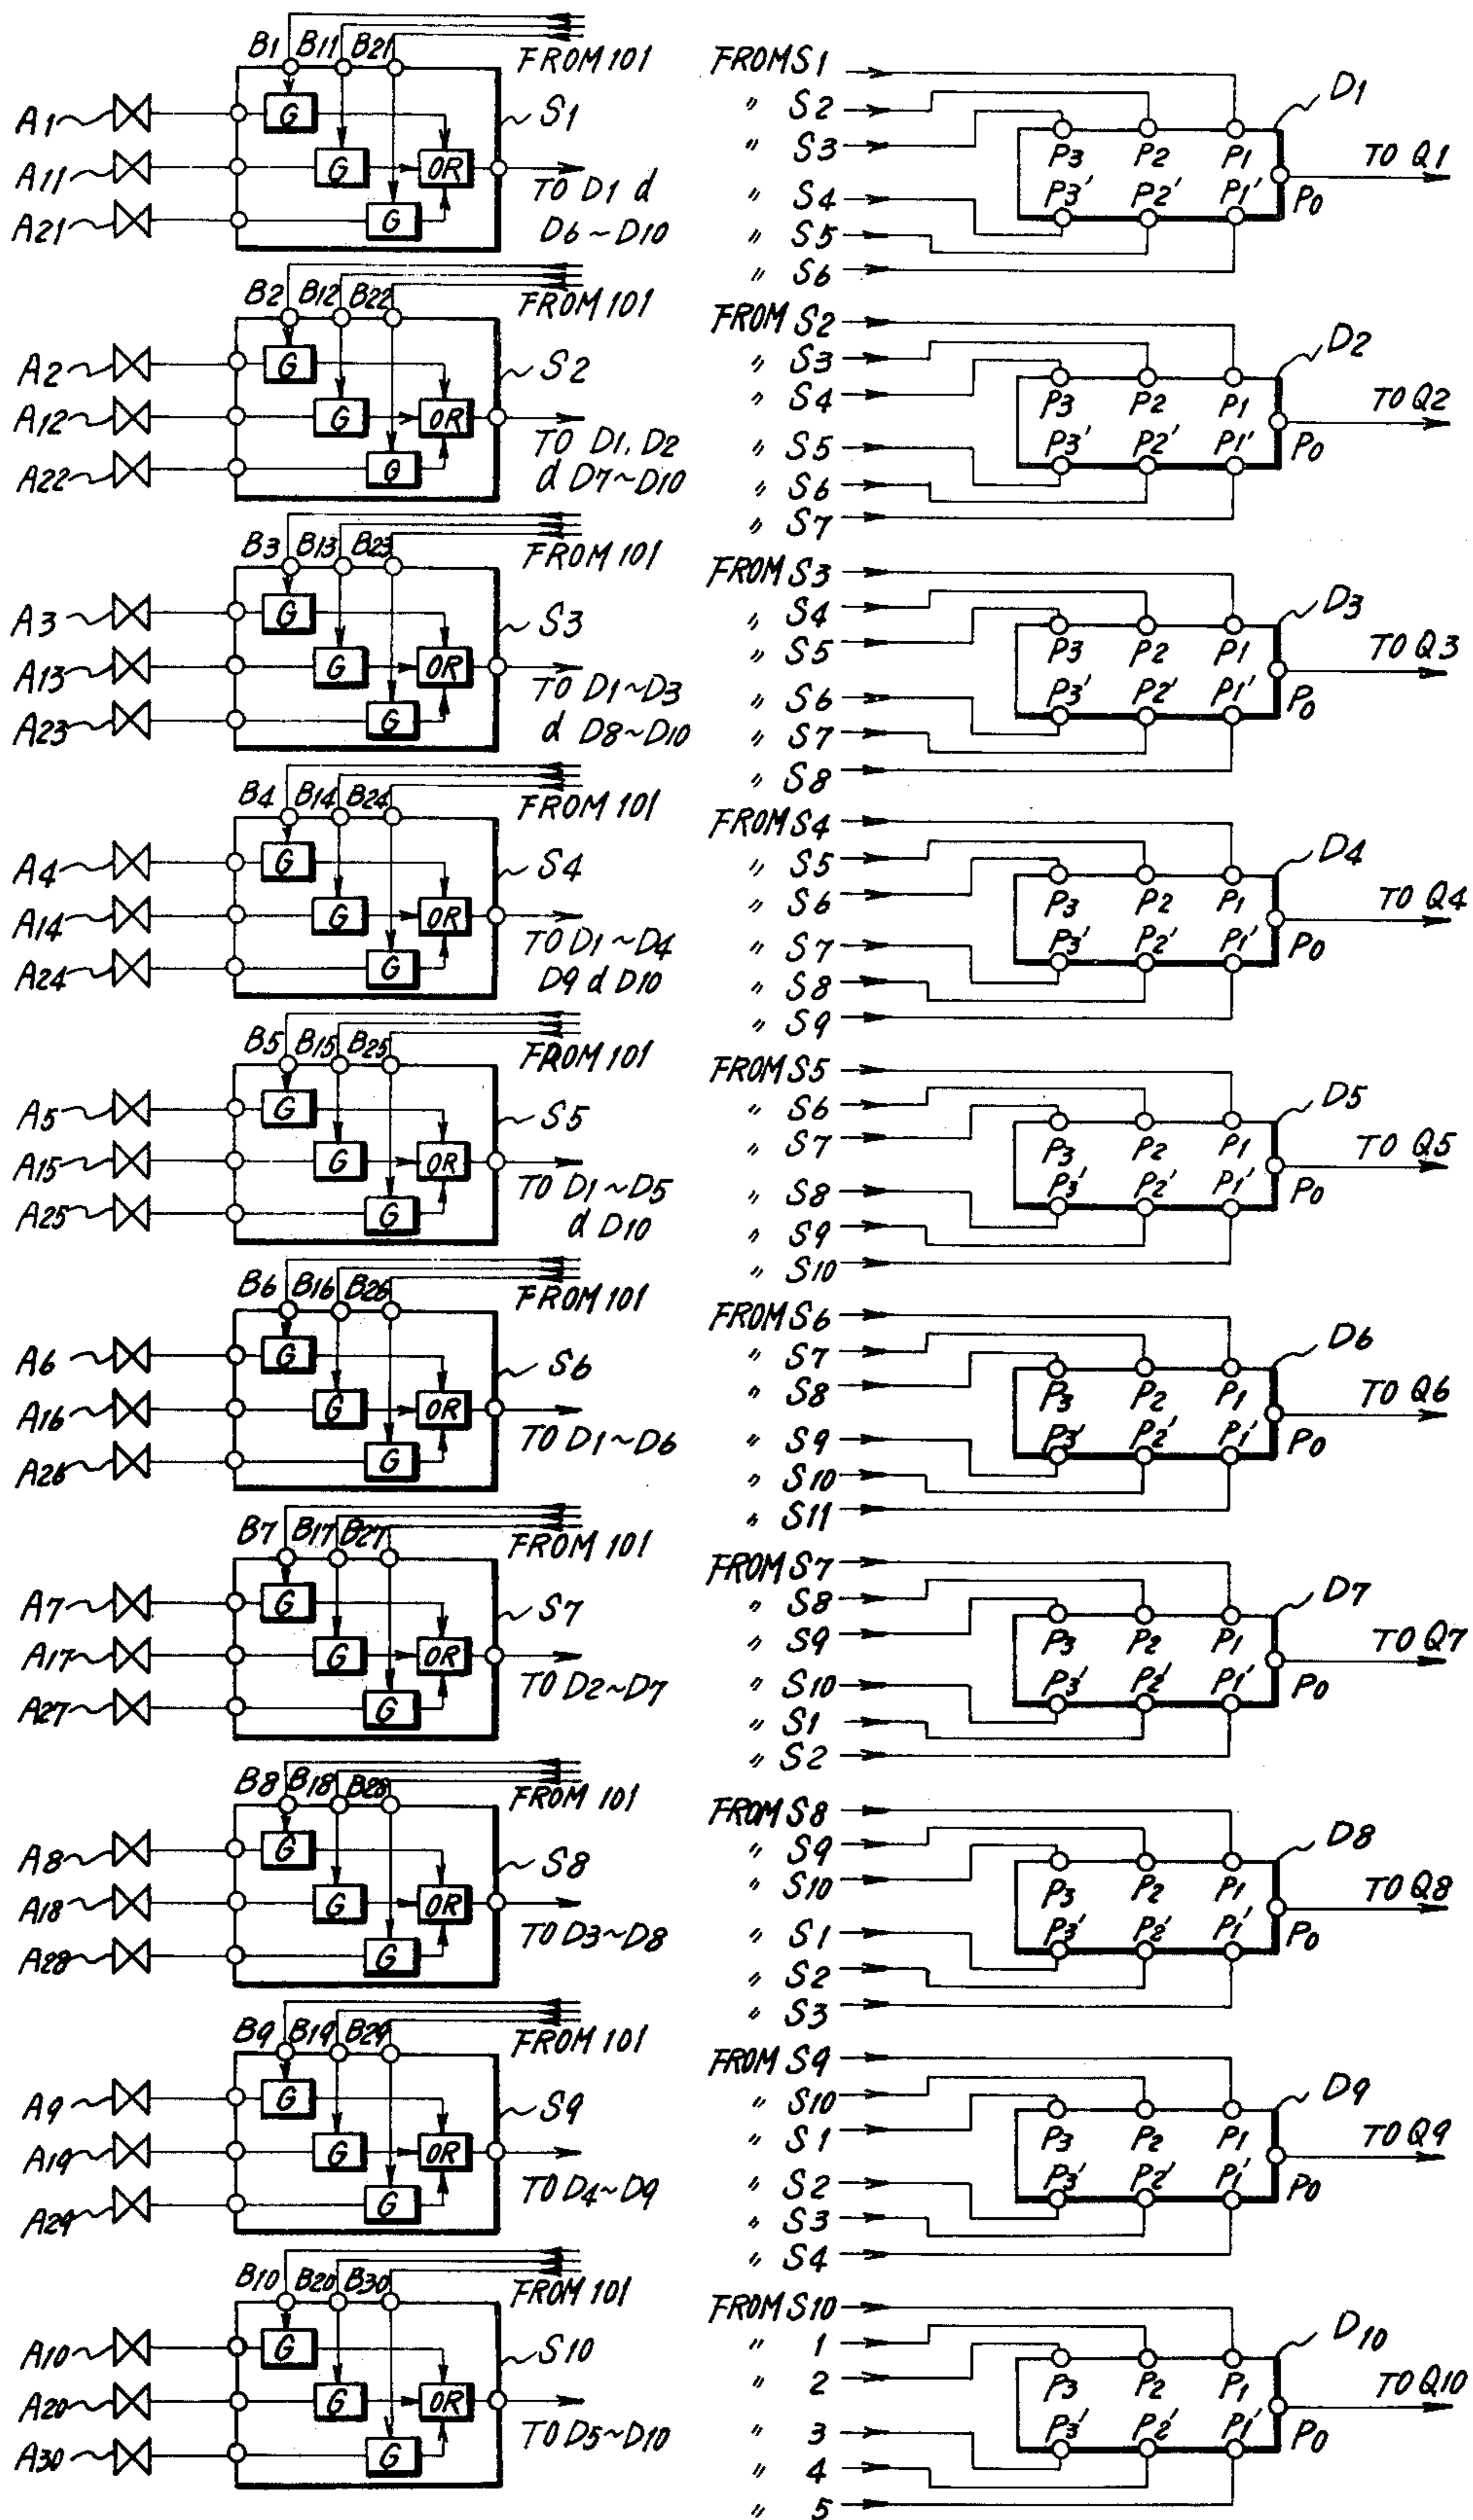 B1 B11 B21
FROM 101
A1
G
S1
A11
G
OR
A21
G
TO D1 d
D6~D10
B2 B12 B22
FROM 101
A2
G
S2
A12
G
OR
A22
G
TO D1, D2
d D7~D10
B3 B13 B23
FROM 101
A3
G
S3
A13
G
OR
A23
G
TO D1~D3
d D8~D10
B4 B14 B24
FROM 101
A4
G
S4
A14
G
OR
A24
G
TO D1~D4
D9 d D10
B5 B15 B25
FROM 101
A5
G
S5
A15
G
OR
A25
G
TO D1~D5
d D10
B6 B16 B26
FROM 101
A6
G
S6
A16
G
OR
A26
G
TO D1~D6
B7 B17 B27
FROM 101
A7
G
S7
A17
G
OR
A27
G
TO D2~D7
B8 B18 B28
FROM 101
A8
G
S8
A18
G
OR
A28
G
TO D3~D8
B9 B19 B29
FROM 101
A9
G
S9
A19
G
OR
A29
G
TO D4~D9
B10 B20 B30
FROM 101
A10
G
S10
A20
G
OR
A30
G
TO D5~D10
FROM S1
" S2
" S3
" S4
" S5
" S6
D1
P3 P2 P1
P3' P2' P1'
P0
TO Q1
FROM S2
" S3
" S4
" S5
" S6
" S7
D2
P3 P2 P1
P3' P2' P1'
P0
TO Q2
FROM S3
" S4
" S5
" S6
" S7
" S8
D3
P3 P2 P1
P3' P2' P1'
P0
TO Q3
FROM S4
" S5
" S6
" S7
" S8
" S9
D4
P3 P2 P1
P3' P2' P1'
P0
TO Q4
FROM S5
" S6
" S7
" S8
" S9
" S10
D5
P3 P2 P1
P3' P2' P1'
P0
TO Q5
FROM S6
" S7
" S8
" S9
" S10
" S11
D6
P3 P2 P1
P3' P2' P1'
P0
TO Q6
FROM S7
" S8
" S9
" S10
" S1
" S2
D7
P3 P2 P1
P3' P2' P1'
P0
TO Q7
FROM S8
" S9
" S10
" S1
" S2
" S3
D8
P3 P2 P1
P3' P2' P1'
P0
TO Q8
FROM S9
" S10
" S1
" S2
" S3
" S4
D9
P3 P2 P1
P3' P2' P1'
P0
TO Q9
FROM S10
" 1
" 2
" 3
" 4
" 5
D10
P3 P2 P1
P3' P2' P1'
P0
TO Q10